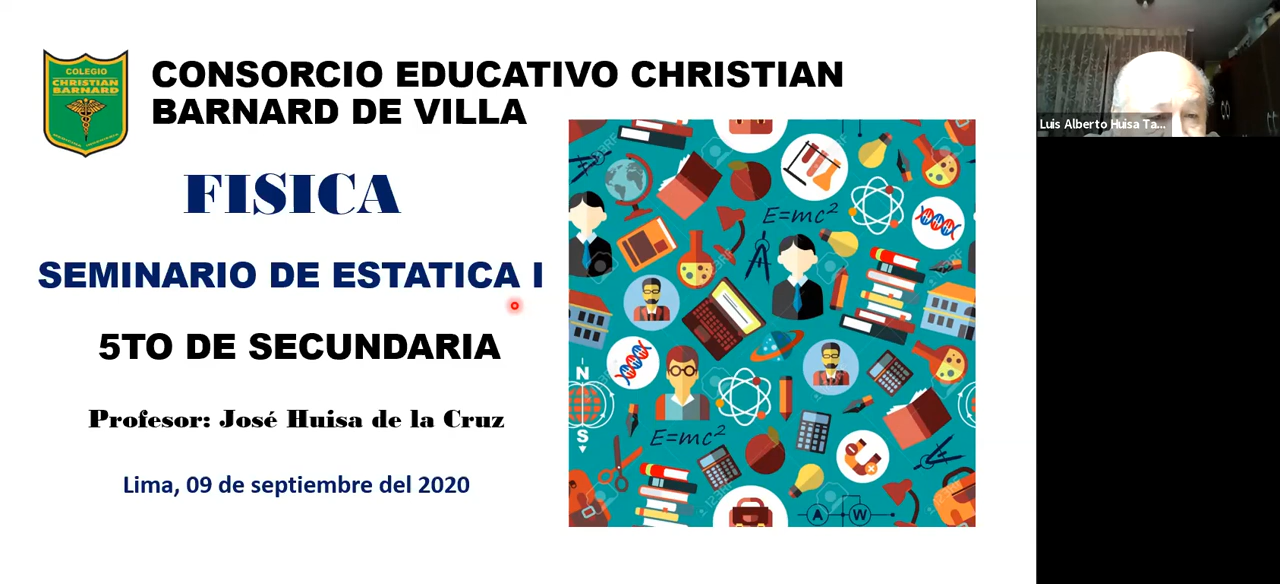 COLEGIO
CHRISTIAN
BARNARD
CONSORCIO EDUCATIVO CHRISTIAN
BARNARD DE VILLA
FISICA
SEMINARIO DE ESTATICA I
5TO DE SECUNDARIA
Profesor: José Huisa de la Cruz
Lima, 09 de septiembre del 2020
E=mc²
N
S
E=mc²
A
W
Luis Alberto Huisa Ta...